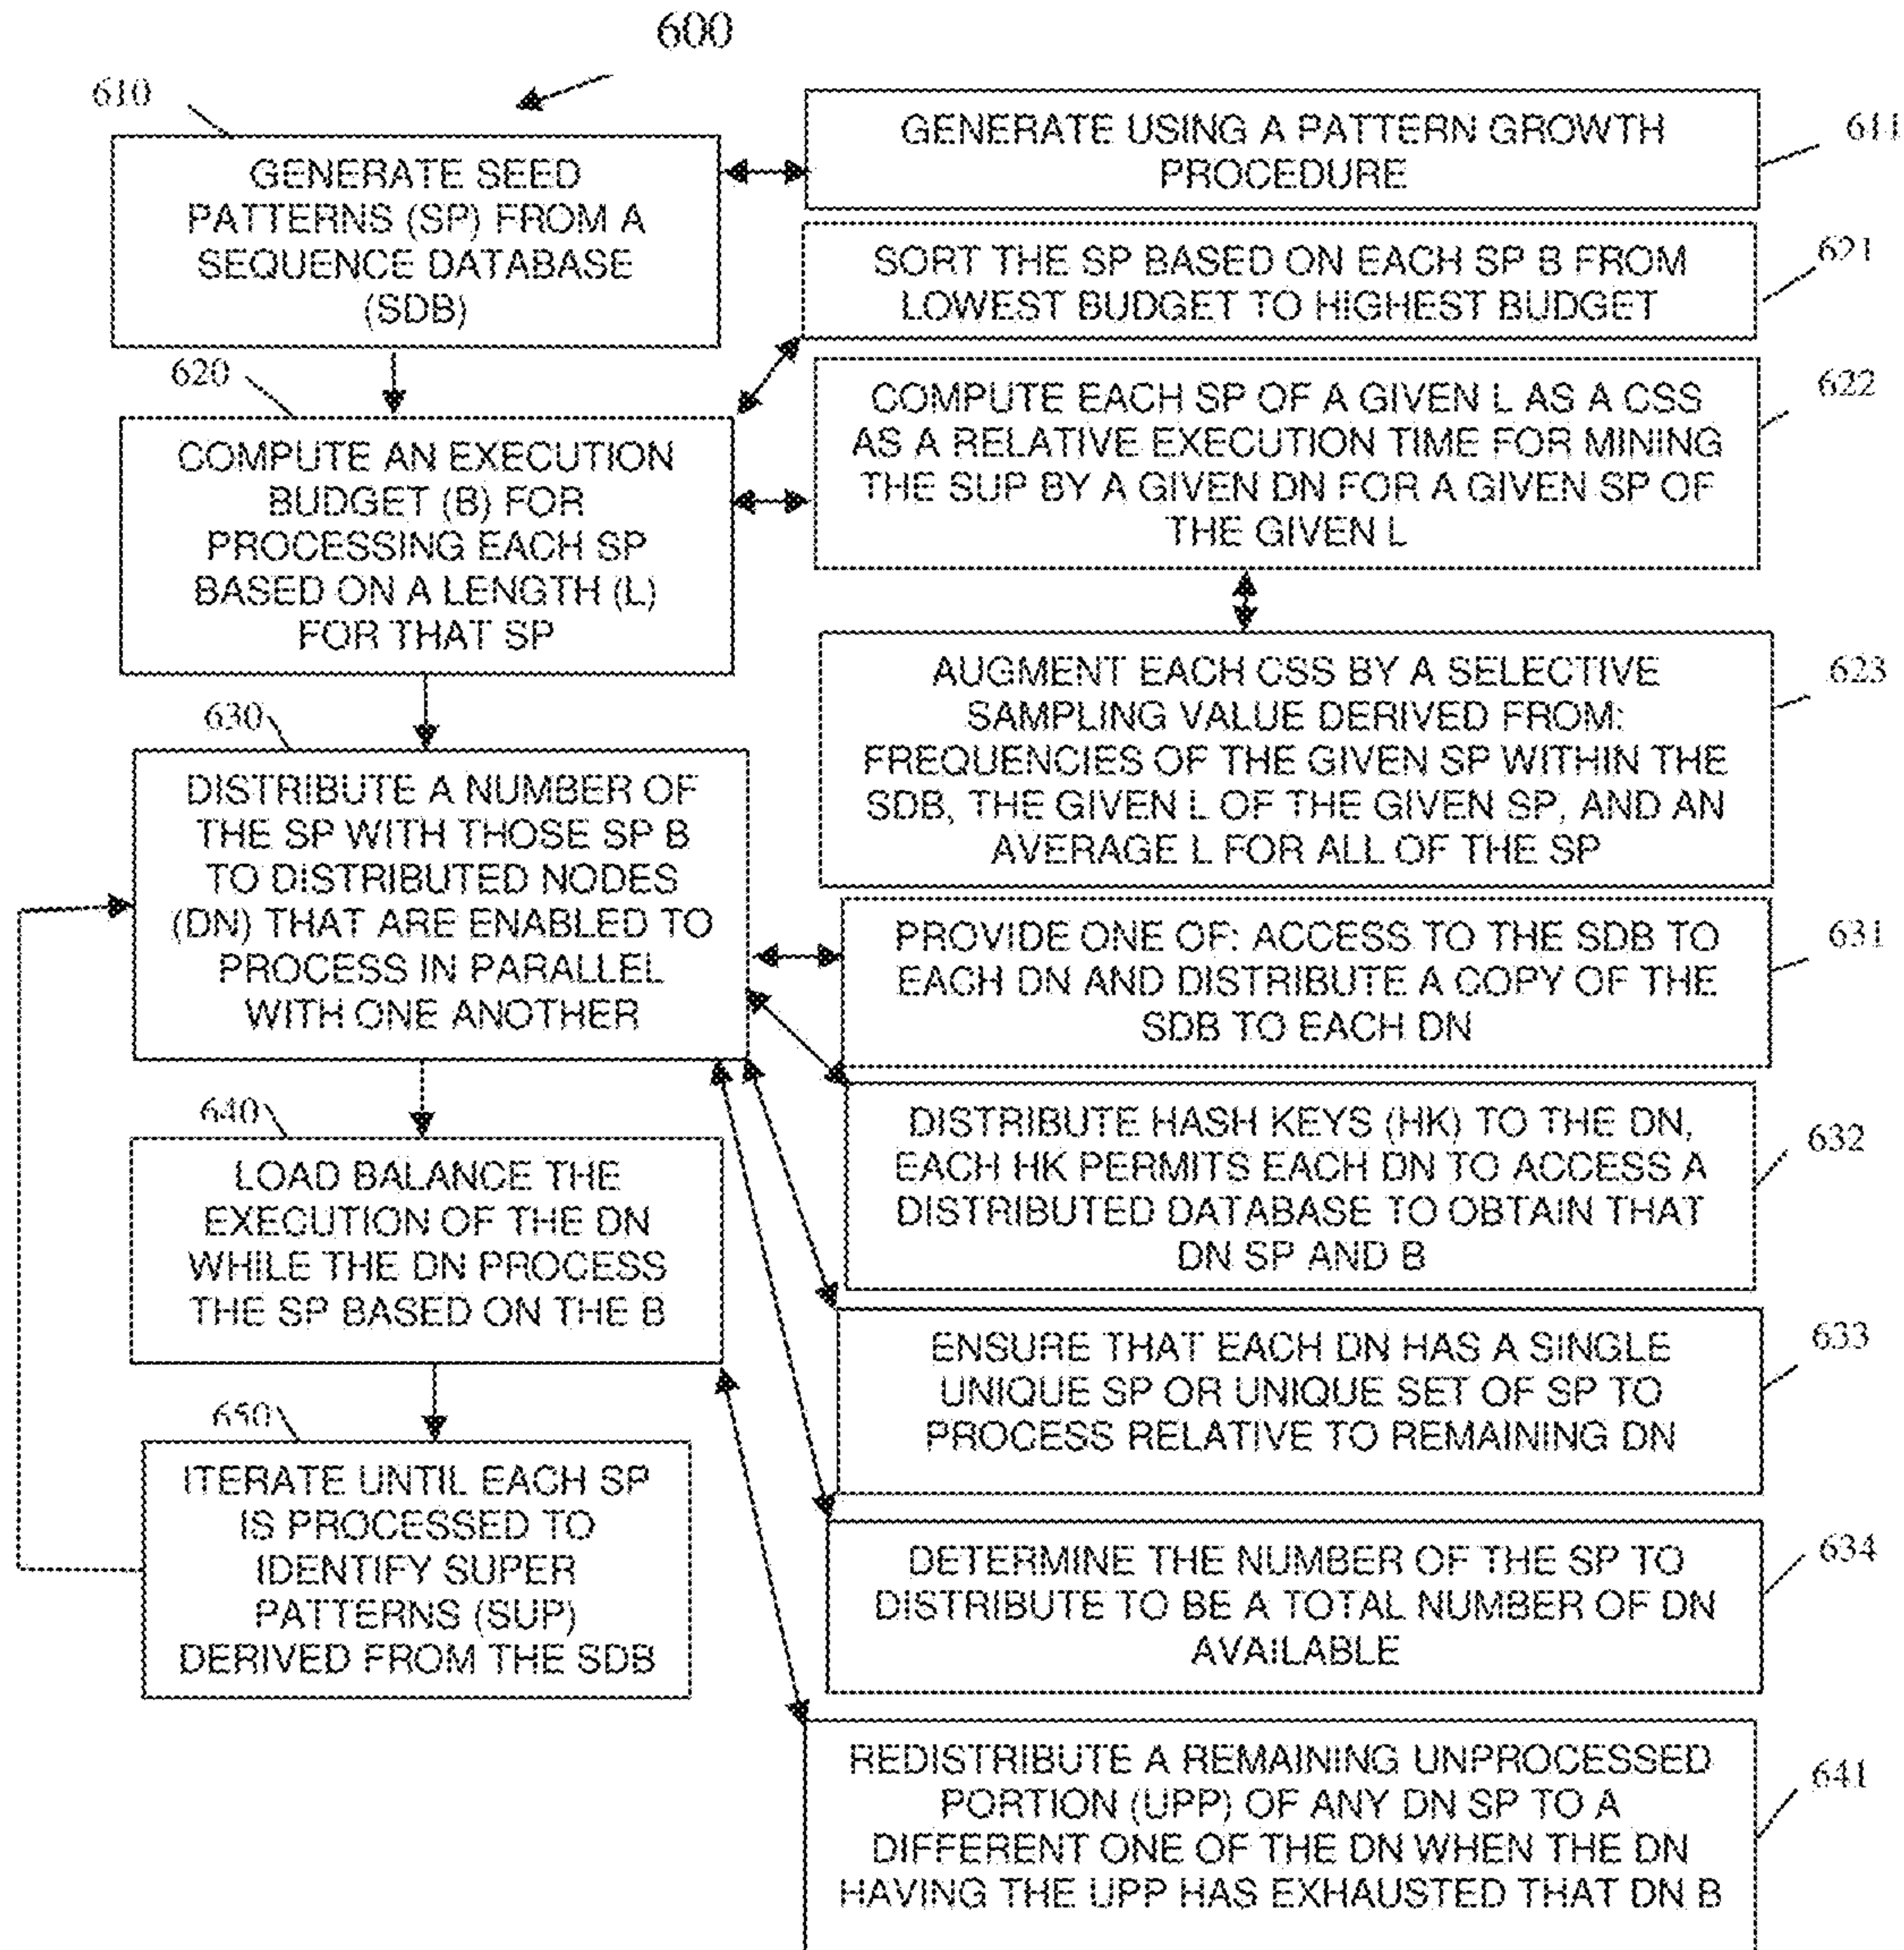 600
610
GENERATE SEED
PATTERNS (SP) FROM A
SEQUENCE DATABASE
(SDB)
GENERATE USING A PATTERN GROWTH
PROCEDURE
611
SORT THE SP BASED ON EACH SP B FROM
LOWEST BUDGET TO HIGHEST BUDGET
621
620
COMPUTE AN EXECUTION
BUDGET (B) FOR
PROCESSING EACH SP
BASED ON A LENGTH (L)
FOR THAT SP
COMPUTE EACH SP OF A GIVEN L AS A CSS
AS A RELATIVE EXECUTION TIME FOR MINING
THE SUP BY A GIVEN DN FOR A GIVEN SP OF
THE GIVEN L
622
AUGMENT EACH CSS BY A SELECTIVE
SAMPLING VALUE DERIVED FROM:
FREQUENCIES OF THE GIVEN SP WITHIN THE
SDB, THE GIVEN L OF THE GIVEN SP, AND AN
AVERAGE L FOR ALL OF THE SP
623
630
DISTRIBUTE A NUMBER OF
THE SP WITH THOSE SP B
TO DISTRIBUTED NODES
(DN) THAT ARE ENABLED TO
PROCESS IN PARALLEL
WITH ONE ANOTHER
PROVIDE ONE OF: ACCESS TO THE SDB TO
EACH DN AND DISTRIBUTE A COPY OF THE
SDB TO EACH DN
631
DISTRIBUTE HASH KEYS (HK) TO THE DN,
EACH HK PERMITS EACH DN TO ACCESS A
DISTRIBUTED DATABASE TO OBTAIN THAT
DN SP AND B
632
640
LOAD BALANCE THE
EXECUTION OF THE DN
WHILE THE DN PROCESS
THE SP BASED ON THE B
ENSURE THAT EACH DN HAS A SINGLE
UNIQUE SP OR UNIQUE SET OF SP TO
PROCESS RELATIVE TO REMAINING DN
633
650
ITERATE UNTIL EACH SP
IS PROCESSED TO
IDENTIFY SUPER
PATTERNS (SUP)
DERIVED FROM THE SDB
DETERMINE THE NUMBER OF THE SP TO
DISTRIBUTE TO BE A TOTAL NUMBER OF DN
AVAILABLE
634
REDISTRIBUTE A REMAINING UNPROCESSED
PORTION (UPP) OF ANY DN SP TO A
DIFFERENT ONE OF THE DN WHEN THE DN
HAVING THE UPP HAS EXHAUSTED THAT DN B
641